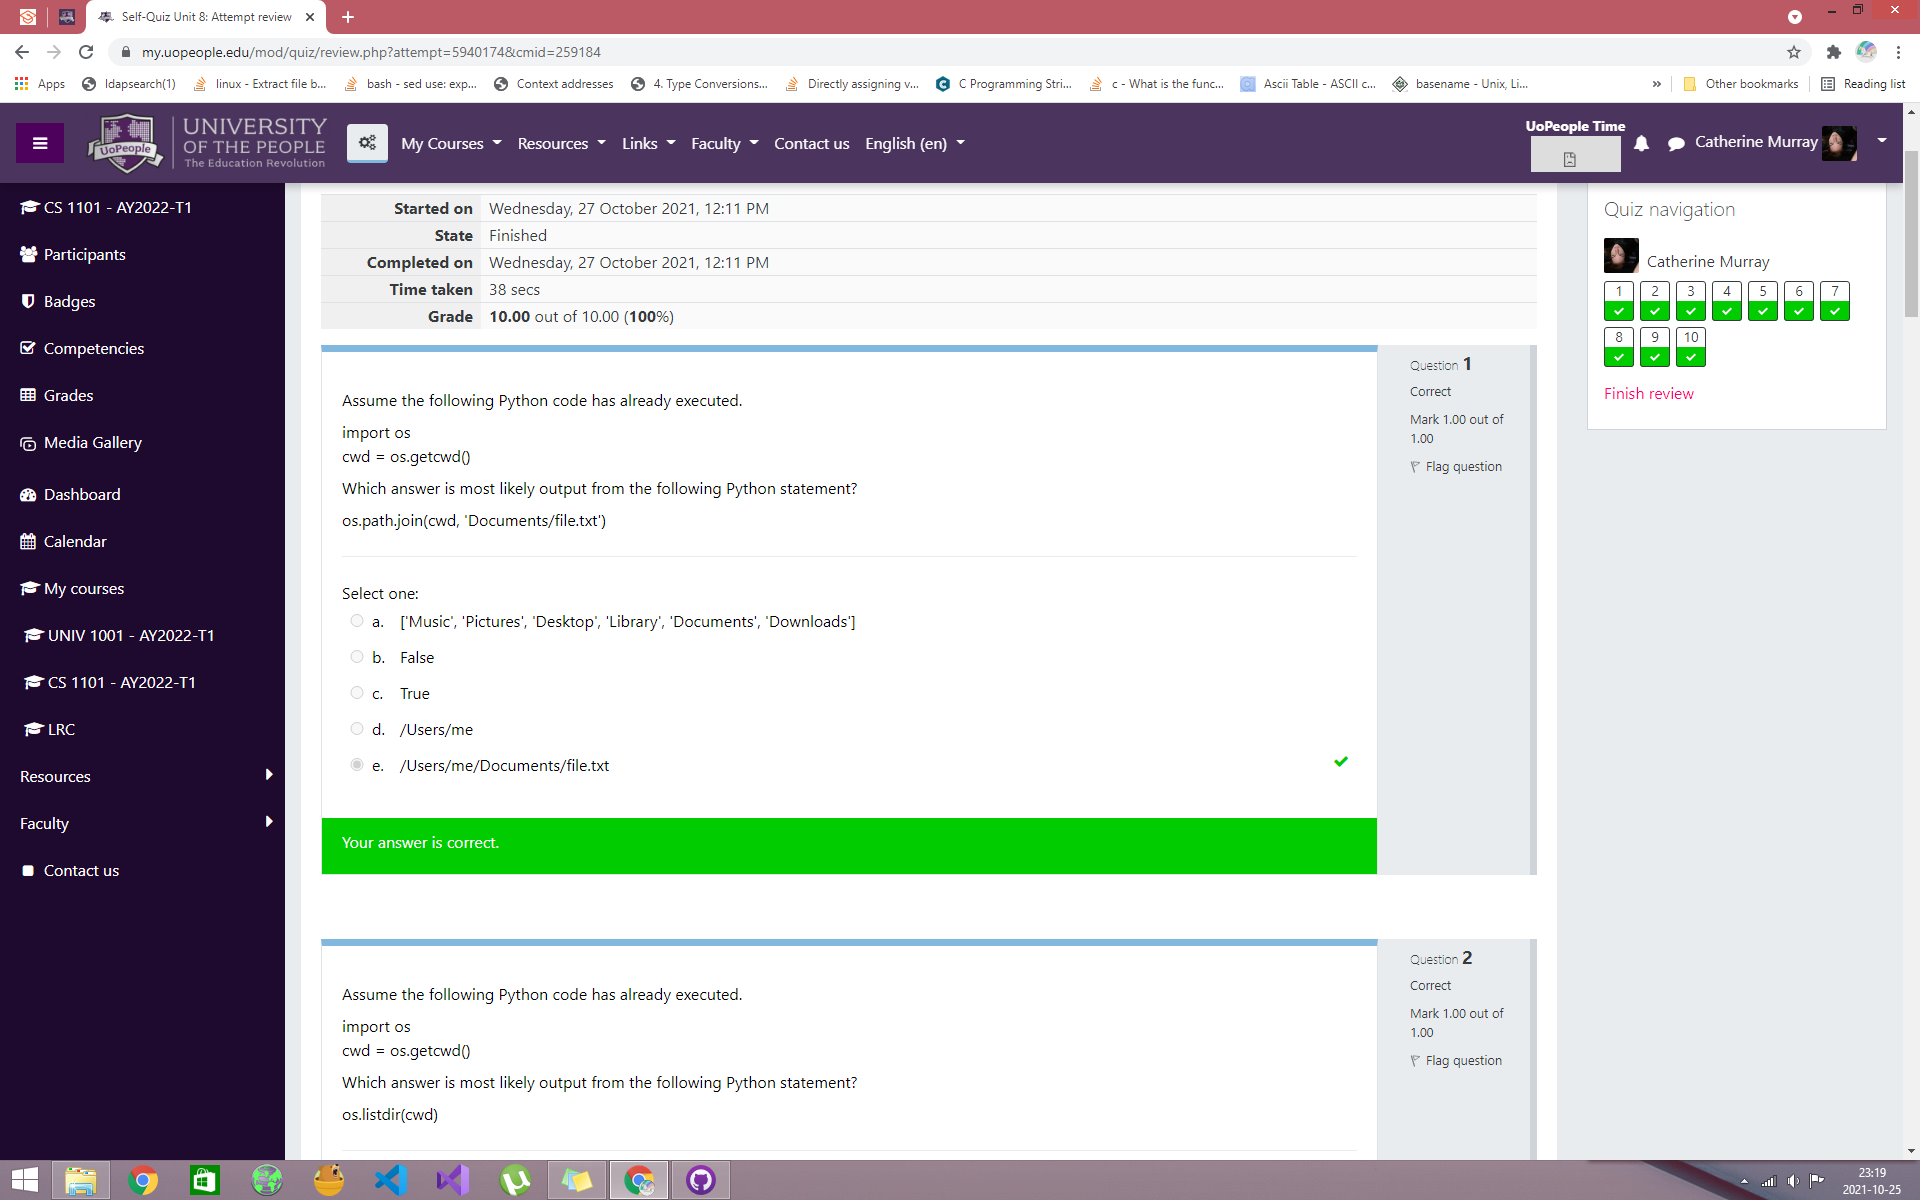 Self-Quiz Unit 8: Attempt review
my.uopeople.edu/mod/quiz/review.php?attempt=5940174&cmid=259184
Apps
ldapsearch(1)
linux - Extract file b...
bash - sed use: exp...
Context addresses
4. Type Conversions...
Directly assigning v...
C Programming Stri...
c - What is the func...
Ascii Table - ASCII c...
basename - Unix, Li...
»
Other bookmarks
Reading list
UoPeople
UNIVERSITY
OF THE PEOPLE
The Education Revolution
My Courses
Resources
Links
Faculty
Contact us
English (en)
UoPeople Time
Catherine Murray
CS 1101 - AY2022-T1
Participants
Badges
Competencies
Grades
Media Gallery
Dashboard
Calendar
My courses
UNIV 1001 - AY2022-T1
CS 1101 - AY2022-T1
LRC
Resources
Faculty
Contact us
Started on Wednesday, 27 October 2021, 12:11 PM
State Finished
Completed on Wednesday, 27 October 2021, 12:11 PM
Time taken 38 secs
Grade 10.00 out of 10.00 (100%)
Assume the following Python code has already executed.
import os
cwd = os.getcwd()
Which answer is most likely output from the following Python statement?
os.path.join(cwd, 'Documents/file.txt')
Select one:
a. ['Music', 'Pictures', 'Desktop', 'Library', 'Documents', 'Downloads']
b. False
c. True
d. /Users/me
e. /Users/me/Documents/file.txt
Your answer is correct.
Question 1
Correct
Mark 1.00 out of
1.00
Flag question
Assume the following Python code has already executed.
import os
cwd = os.getcwd()
Which answer is most likely output from the following Python statement?
os.listdir(cwd)
Question 2
Correct
Mark 1.00 out of
1.00
Flag question
Quiz navigation
Catherine Murray
1 2 3 4 5 6 7
8 9 10
Finish review
23:19
2021-10-25